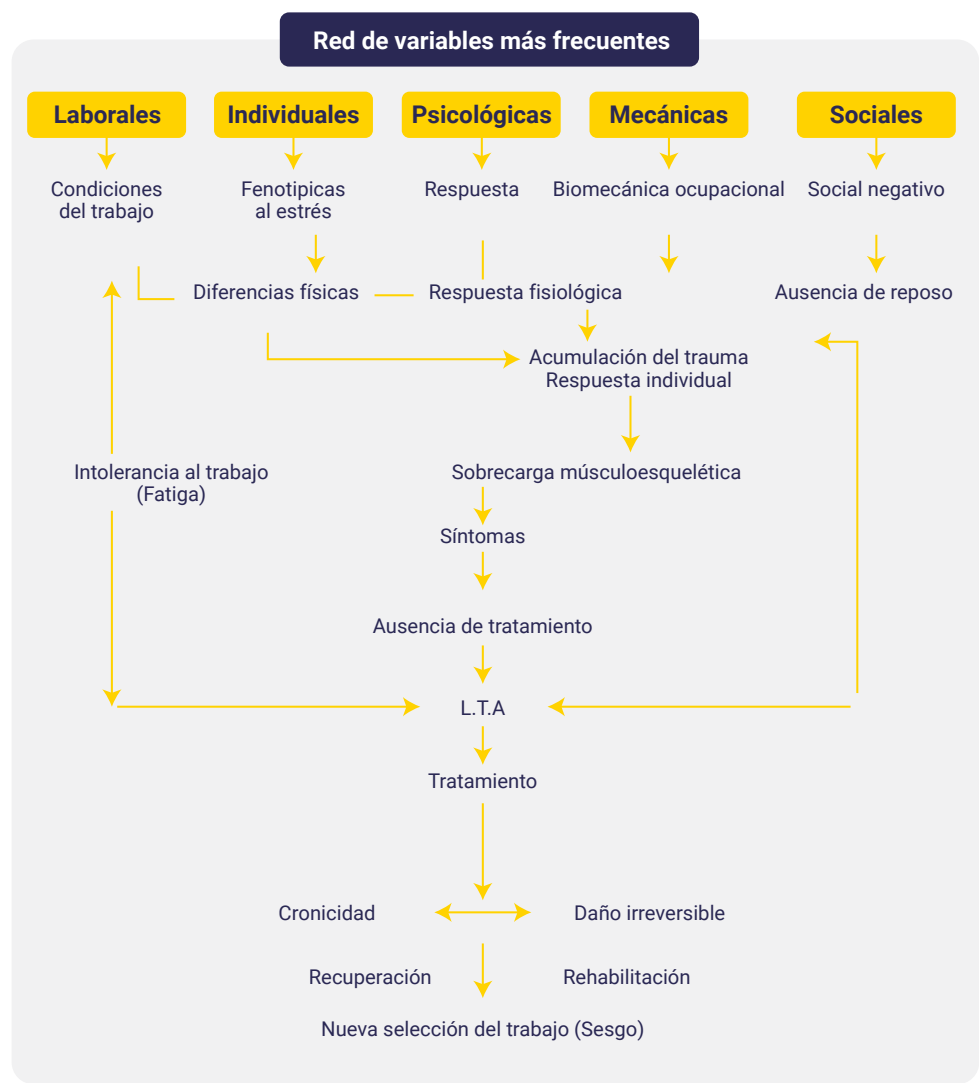 Red de variables más frecuentes
Laborales
Individuales
Psicológicas
Mecánicas
Sociales
Condiciones
del trabajo
Fenotipicas
al estrés
Respuesta
Biomecánica ocupacional
Social negativo
Diferencias físicas
Respuesta fisiológica
Ausencia de reposo
Acumulación del trauma
Respuesta individual
Intolerancia al trabajo
(Fatiga)
Sobrecarga músculoesquelética
Síntomas
Ausencia de tratamiento
L.T.A
Tratamiento
Cronicidad
Daño irreversible
Recuperación
Rehabilitación
Nueva selección del trabajo (Sesgo)